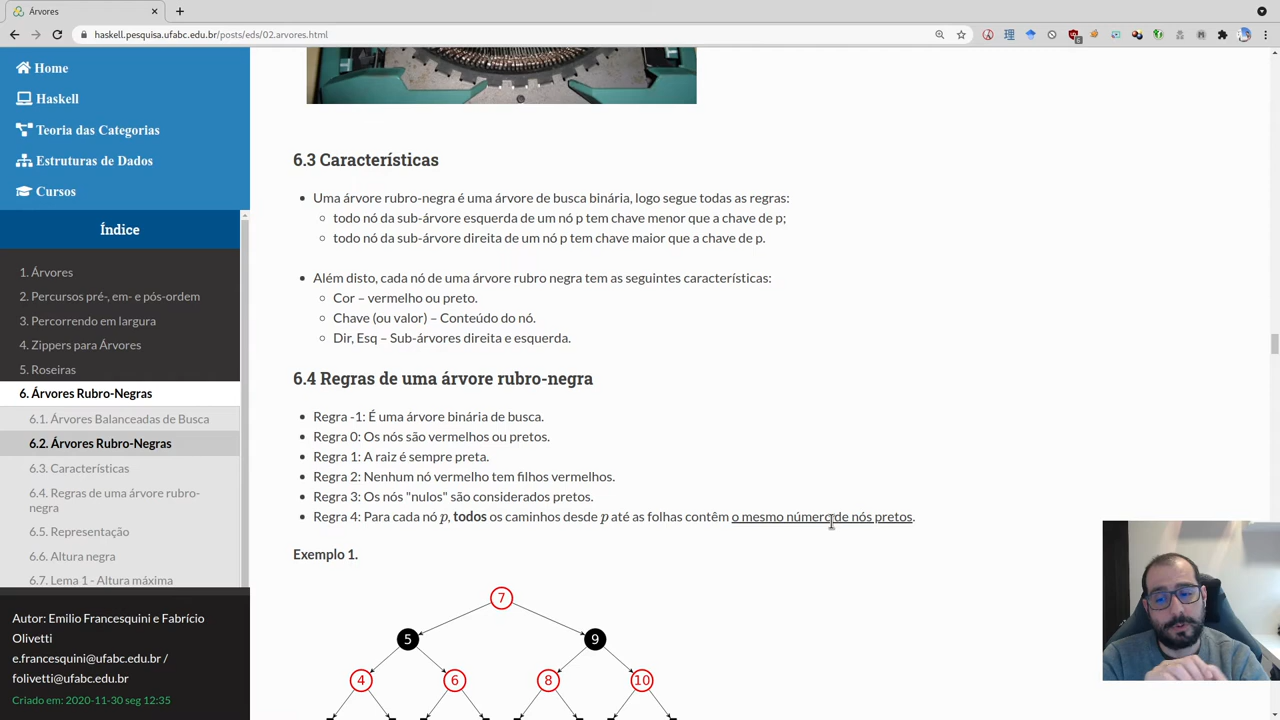 Árvores
haskell.pesquisa.ufabc.edu.br/posts/eds/02.arvores.html
Home
Haskell
Teoria das Categorias
Estruturas de Dados
Cursos
Índice
1. Árvores
2. Percursos pré-, em- e pós-ordem
3. Percorrendo em largura
4. Zippers para Árvores
5. Roseiras
6. Árvores Rubro-Negras
6.1. Árvores Balanceadas de Busca
6.2. Árvores Rubro-Negras
6.3. Características
6.4. Regras de uma árvore rubro-
negra
6.5. Representação
6.6. Altura negra
6.7. Lema 1 - Altura máxima
Autor: Emilio Francesquini e Fabrício
Olivetti
e.francesquini@ufabc.edu.br /
folivetti@ufabc.edu.br
Criado em: 2020-11-30 seg 12:35
6.3 Características
Uma árvore rubro-negra é uma árvore de busca binária, logo segue todas as regras:
todo nó da sub-árvore esquerda de um nó p tem chave menor que a chave de p;
todo nó da sub-árvore direita de um nó p tem chave maior que a chave de p.
Além disto, cada nó de uma árvore rubro negra tem as seguintes características:
Cor – vermelho ou preto.
Chave (ou valor) – Conteúdo do nó.
Dir, Esq – Sub-árvores direita e esquerda.
6.4 Regras de uma árvore rubro-negra
Regra -1: É uma árvore binária de busca.
Regra 0: Os nós são vermelhos ou pretos.
Regra 1: A raiz é sempre preta.
Regra 2: Nenhum nó vermelho tem filhos vermelhos.
Regra 3: Os nós "nulos" são considerados pretos.
Regra 4: Para cada nó p, todos os caminhos desde p até as folhas contêm o mesmo número de nós pretos.
Exemplo 1.
7
5 9
4 6 8 10